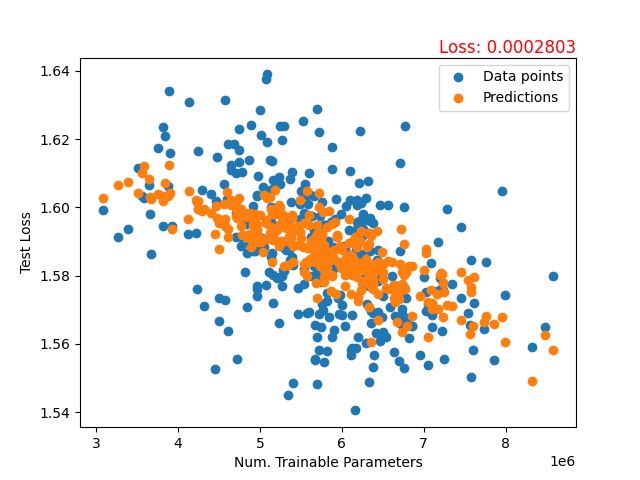 Loss: 0.0002803
Data points
Predictions
1.64
1.62
1.60
1.58
1.56
1.54
Test Loss
3
4
5
6
7
8
1e6
Num. Trainable Parameters